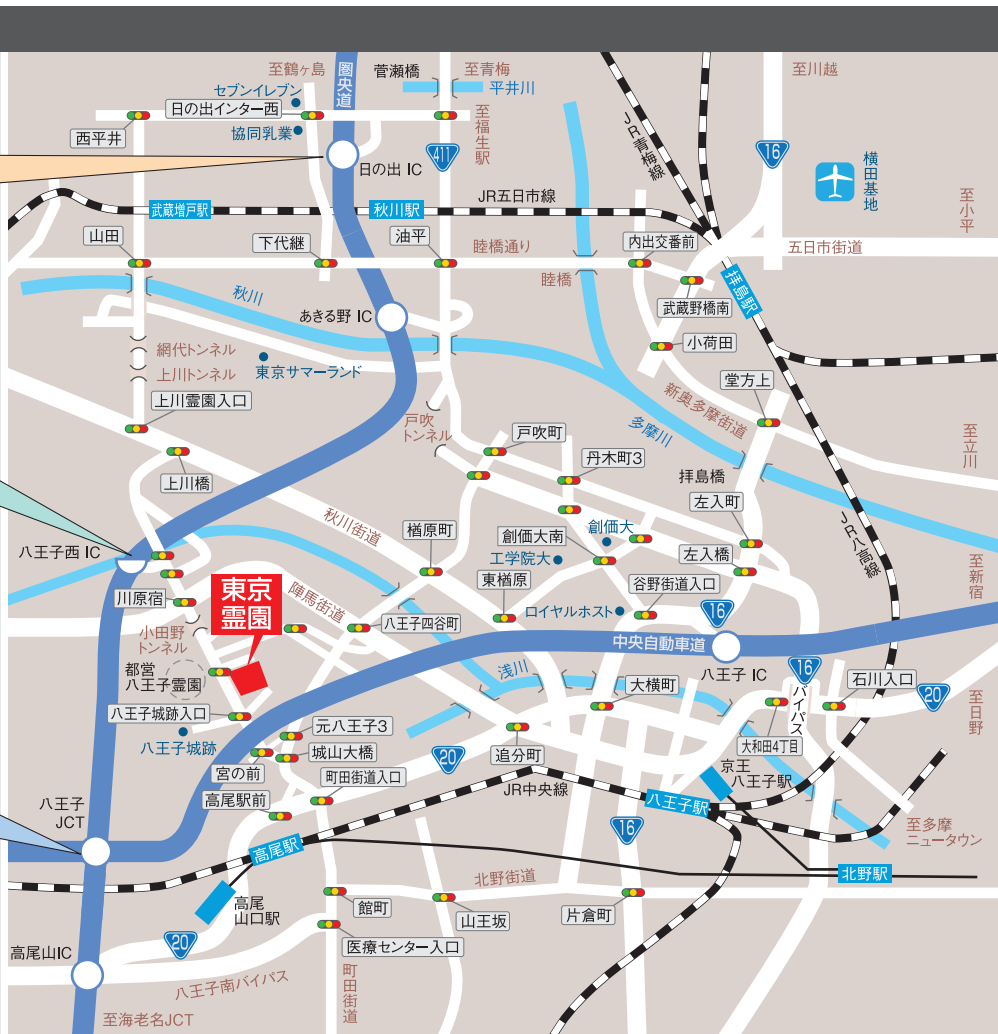 至鶴ヶ島
圏央道
菅瀬橋
至青梅
至川越
セブンイレブン
平井川
日の出インター西
西平井
協同乳業
至福生駅
JR青梅線
411
16
横田基地
日の出 IC
至小平
武蔵増戸駅
秋川駅
JR五日市線
山田
下代継
油平
睦橋通り
内出交番前
五日市街道
睦橋
拝島駅
秋川
武蔵野橋南
あきる野 IC
小荷田
網代トンネル
上川トンネル
東京サマーランド
堂方上
新奥多摩街道
上川霊園入口
戸吹
トンネル
戸吹町
多摩川
至立川
丹木町3
上川橋
拝島橋
左入町
秋川街道
楢原町
創価大南
創価大
JR八高線
八王子西 IC
工学院大
左入橋
至新宿
東京
霊園
陣馬街道
東楢原
谷野街道入口
川原宿
ロイヤルホスト
16
小田野
トンネル
八王子四谷町
中央自動車道
都営
八王子霊園
浅川
八王子 IC
16
バイパス
大横町
石川入口
20
至日野
八王子城跡入口
元八王子3
八王子城跡
城山大橋
追分町
大和田4丁目
20
宮の前
町田街道入口
京王
八王子駅
高尾駅前
JR中央線
八王子駅
八王子
JCT
16
至多摩
ニュータウン
高尾駅
北野街道
北野駅
高尾
山口駅
館町
山王坂
片倉町
20
医療センター入口
高尾山IC
八王子南バイパス
町田街道
至海老名JCT